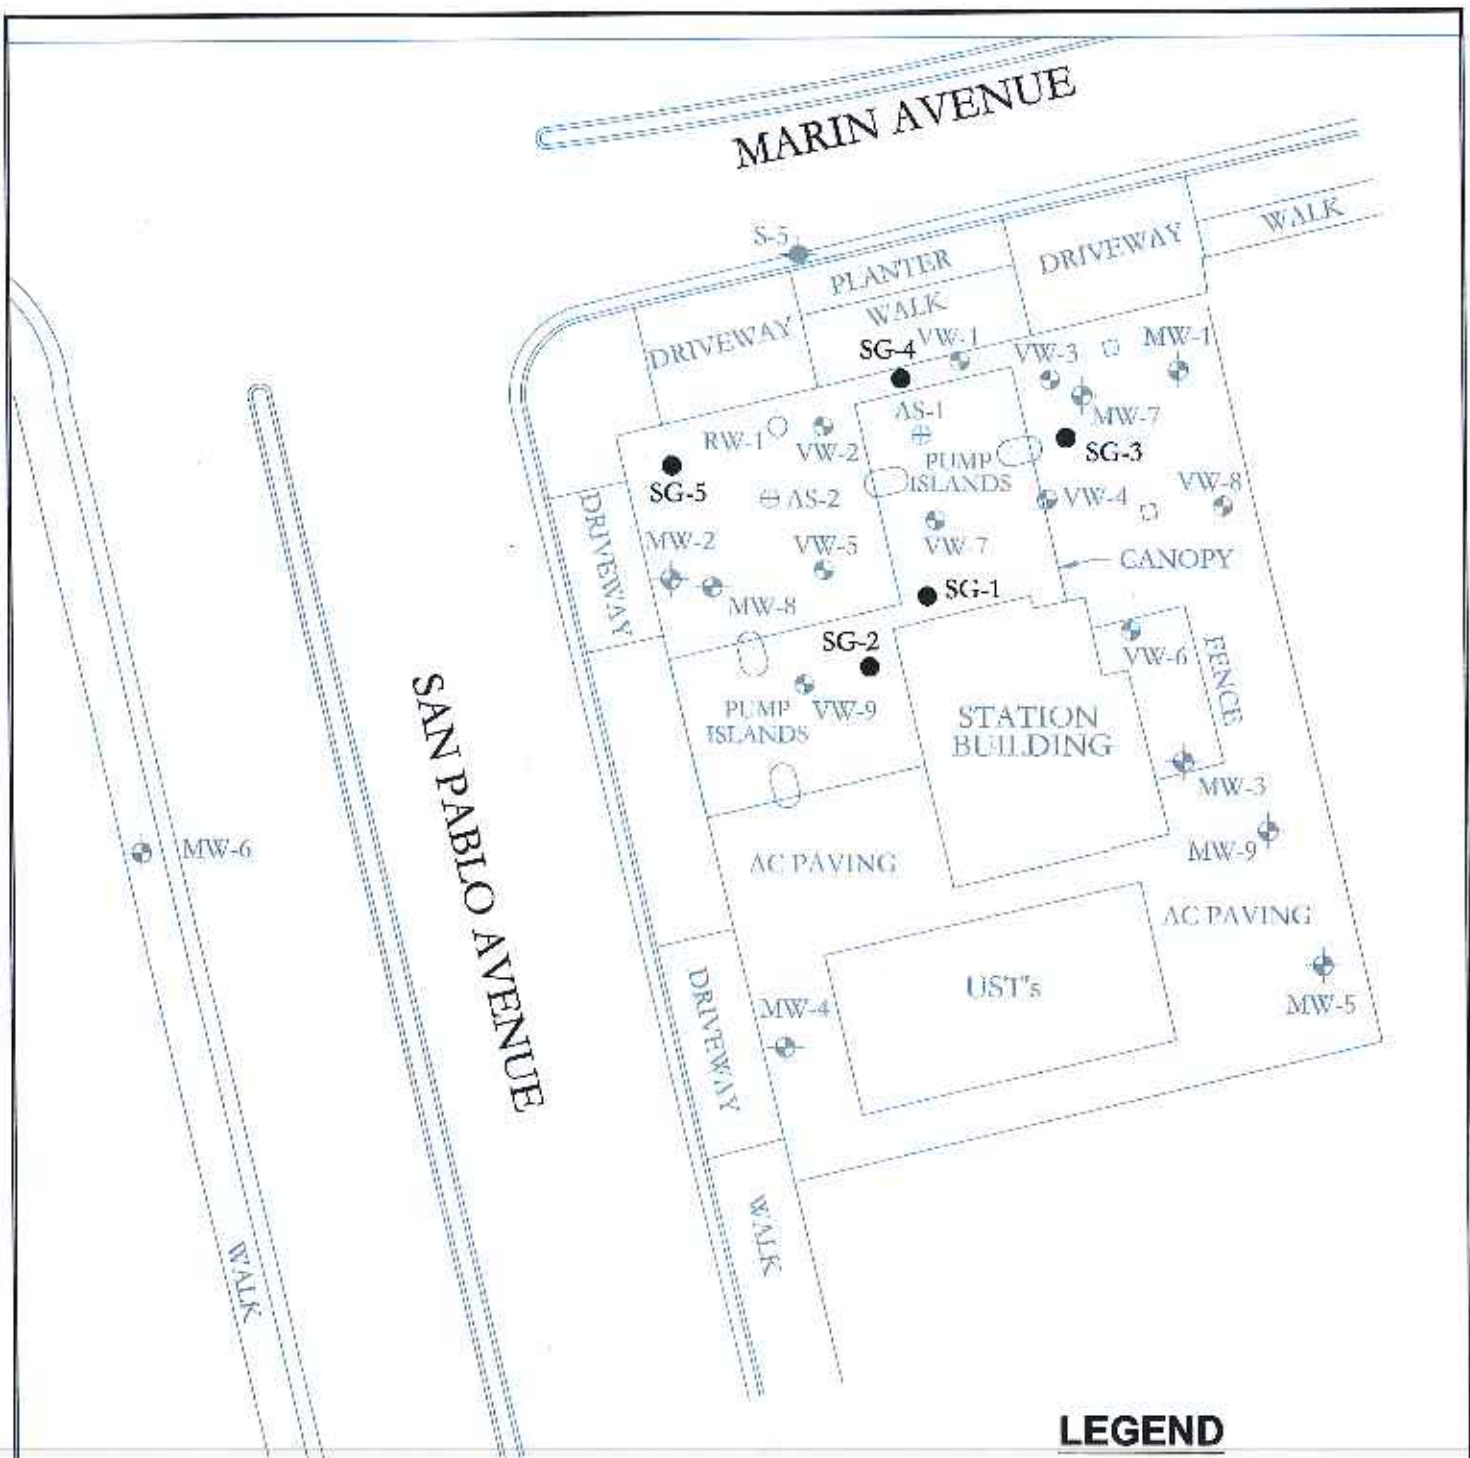 MARIN AVENUE
WALK
S-5
DRIVEWAY
PLANTER
WALK
DRIVEWAY
SG-4
VW-1
VW-3
MW-1
AS-1
MW-7
RW-1
VW-2
SG-3
PUMP
ISLANDS
SG-5
AS-2
VW-4
VW-8
DRIVEWAY
MW-2
VW-5
VW-7
CANOPY
MW-8
SG-1
SG-2
VW-6
FENCE
PUMP
ISLANDS
VW-9
STATION
BUILDING
SAN PABLO AVENUE
MW-3
MW-6
MW-9
AC PAVING
AC PAVING
UST's
DRIVEWAY
MW-4
MW-5
WALK
WALK
LEGEND